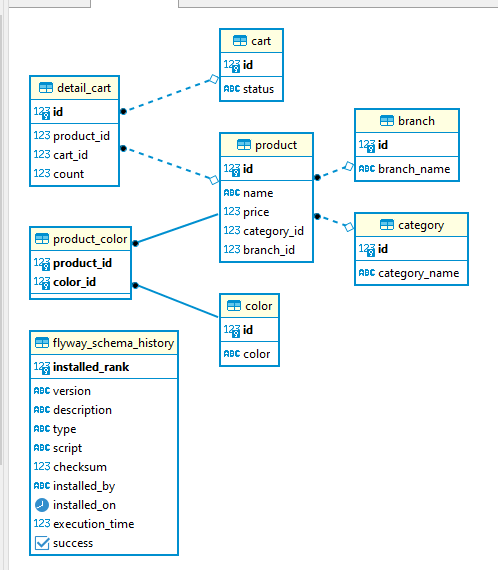 cart
123 id
ABC status
detail_cart
123 id
123 product_id
123 cart_id
123 count
product
123 id
ABC name
123 price
123 category_id
123 branch_id
branch
123 id
ABC branch_name
category
123 id
ABC category_name
product_color
123 product_id
123 color_id
color
123 id
ABC color
flyway_schema_history
123 installed_rank
ABC version
ABC description
ABC type
ABC script
123 checksum
ABC installed_by
installed_on
123 execution_time
success